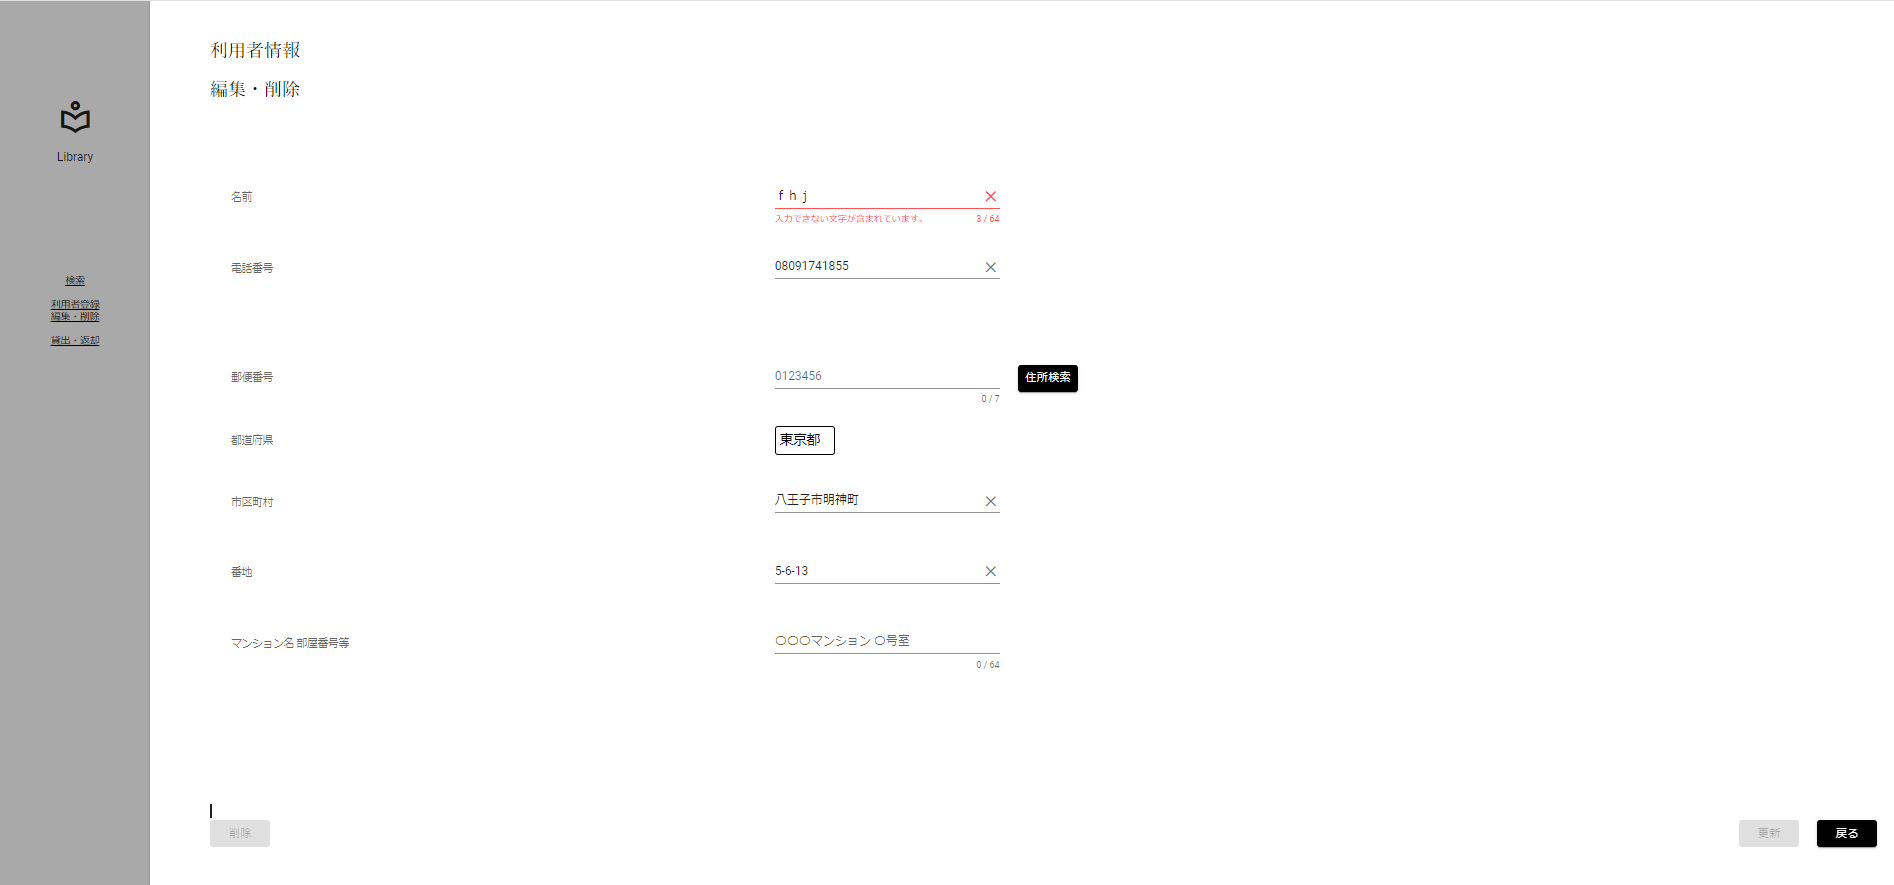 利用者情報
編集・削除
Library
検索
利用者登録
編集・削除
貸出・返却
名前
ｆｈｊ
入力できない文字が含まれています。 3 / 64
電話番号
08091741855
郵便番号
0123456
住所検索
0 / 7
都道府県
東京都
市区町村
八王子市明神町
番地
5-6-13
マンション名 部屋番号等
〇〇〇マンション 〇号室
0 / 64
削除
更新
戻る